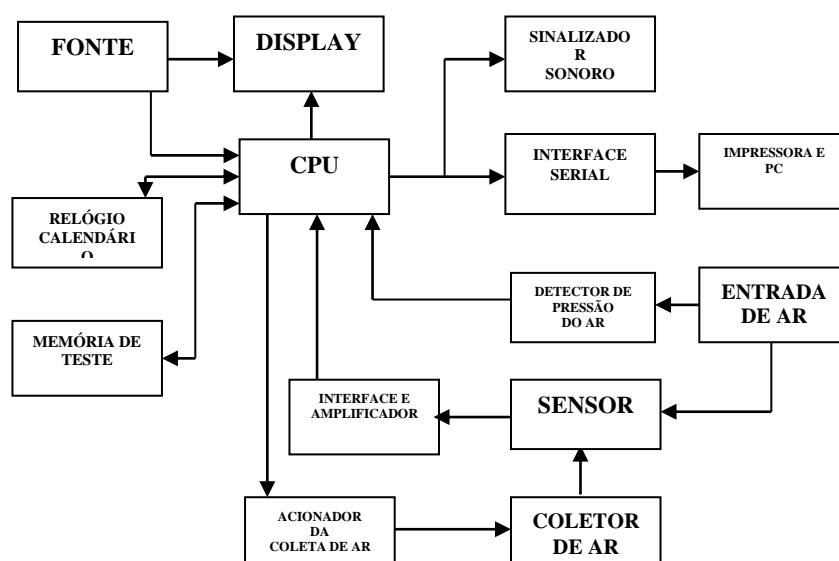 FONTE
DISPLAY
SINALIZADO
R
SONORO
CPU
INTERFACE
SERIAL
IMPRESSORA E
PC
RELÓGIO
CALENDÁRI
O
DETECTOR DE
PRESSÃO
DO AR
ENTRADA
DE AR
MEMÓRIA DE
TESTE
INTERFACE E
AMPLIFICADOR
SENSOR
ACIONADOR
DA
COLETA DE AR
COLETOR
DE AR